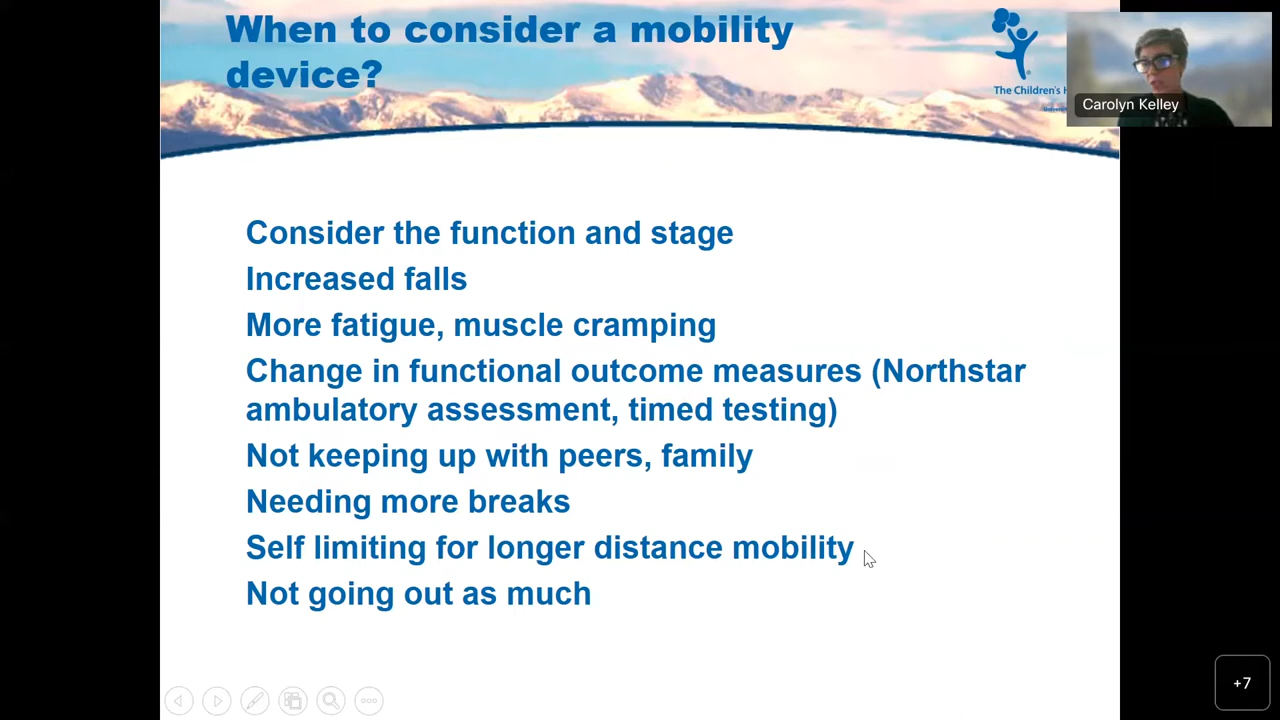 When to consider a mobility
device?
The Children's H
Carolyn Kelley
Consider the function and stage
Increased falls
More fatigue, muscle cramping
Change in functional outcome measures (Northstar
ambulatory assessment, timed testing)
Not keeping up with peers, family
Needing more breaks
Self limiting for longer distance mobility
Not going out as much
+7